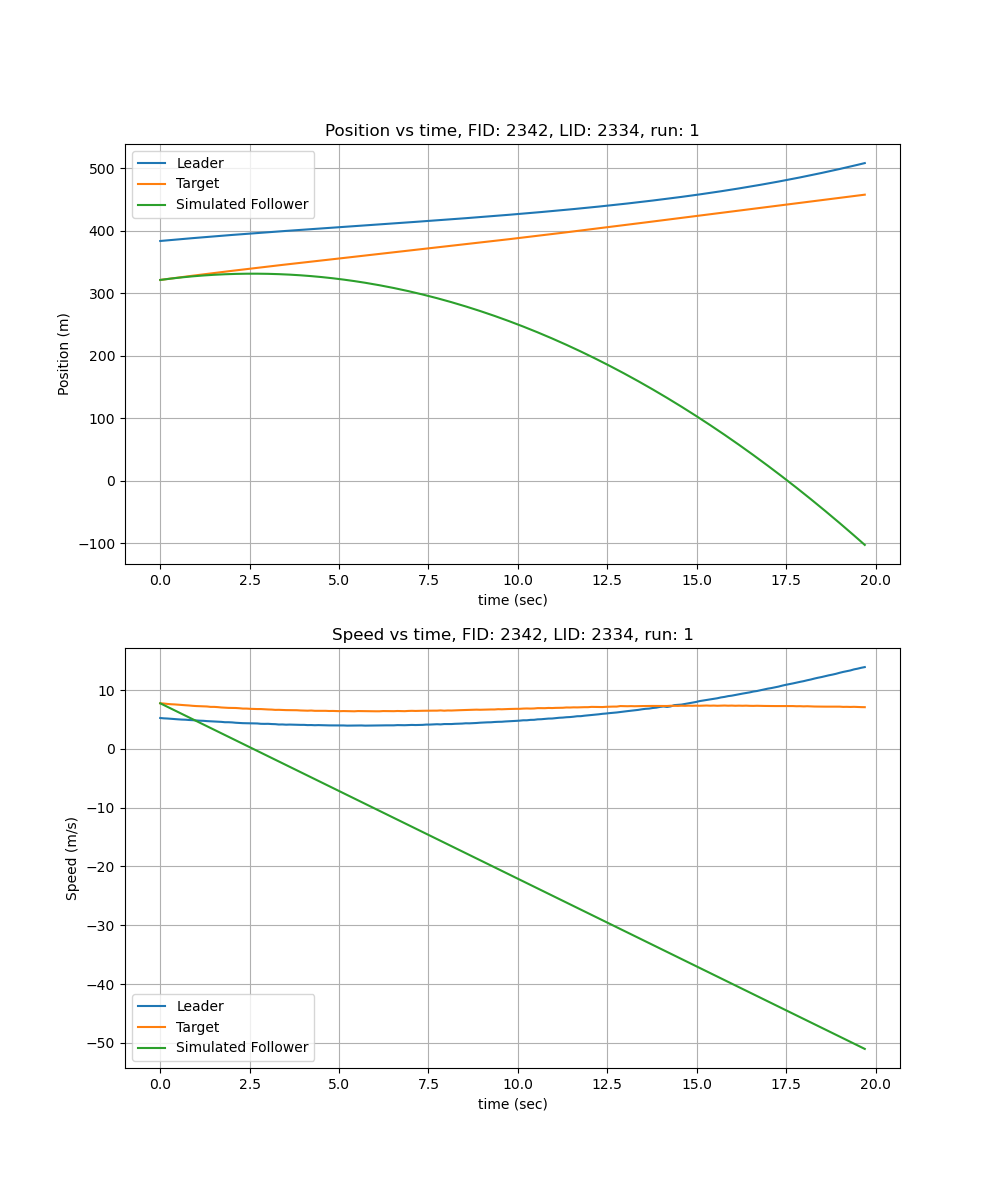 Position vs time, FID: 2342, LID: 2334, run: 1
Leader
Target
Simulated Follower
500
400
300
200
100
0
−100
Position (m)
0.0 2.5 5.0 7.5 10.0 12.5 15.0 17.5 20.0
time (sec)
Speed vs time, FID: 2342, LID: 2334, run: 1
10
0
−10
−20
−30
−40
−50
Speed (m/s)
Leader
Target
Simulated Follower
0.0 2.5 5.0 7.5 10.0 12.5 15.0 17.5 20.0
time (sec)